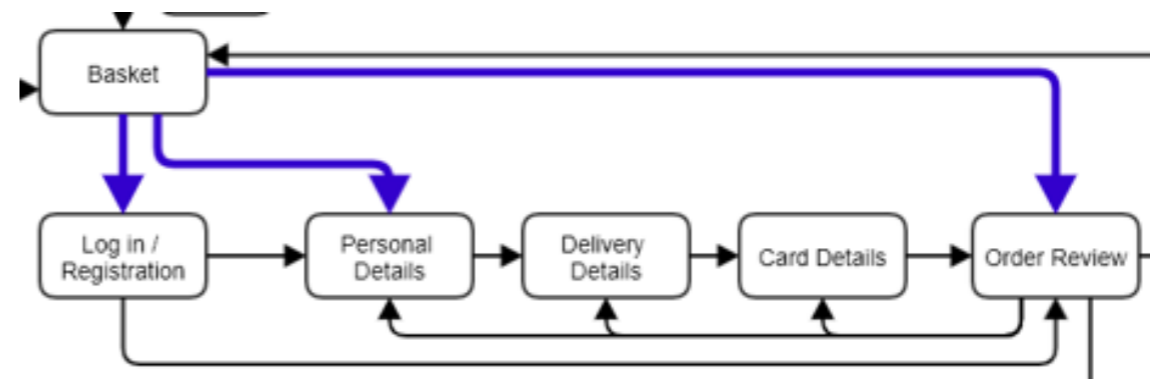 Basket
Log in /
Registration
Personal
Details
Delivery
Details
Card Details
Order Review